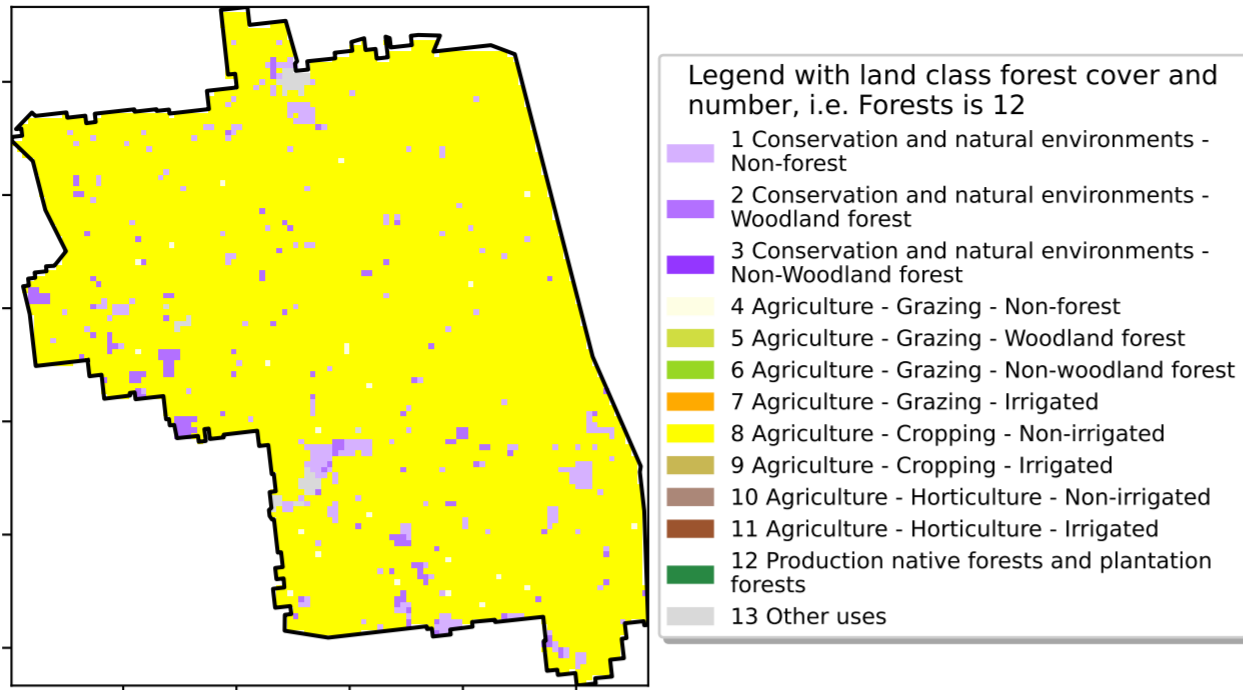 Legend with land class forest cover and
number, i.e. Forests is 12
1 Conservation and natural environments -
Non-forest
2 Conservation and natural environments -
Woodland forest
3 Conservation and natural environments -
Non-Woodland forest
4 Agriculture - Grazing - Non-forest
5 Agriculture - Grazing - Woodland forest
6 Agriculture - Grazing - Non-woodland forest
7 Agriculture - Grazing - Irrigated
8 Agriculture - Cropping - Non-irrigated
9 Agriculture - Cropping - Irrigated
10 Agriculture - Horticulture - Non-irrigated
11 Agriculture - Horticulture - Irrigated
12 Production native forests and plantation
forests
13 Other uses